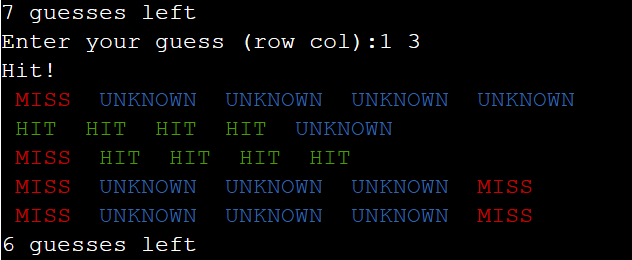 7 guesses left
Enter your guess (row col):1 3
Hit!
MISS UNKNOWN UNKNOWN UNKNOWN UNKNOWN
HIT HIT HIT HIT UNKNOWN
MISS HIT HIT HIT HIT
MISS UNKNOWN UNKNOWN UNKNOWN MISS
MISS UNKNOWN UNKNOWN UNKNOWN MISS
6 guesses left